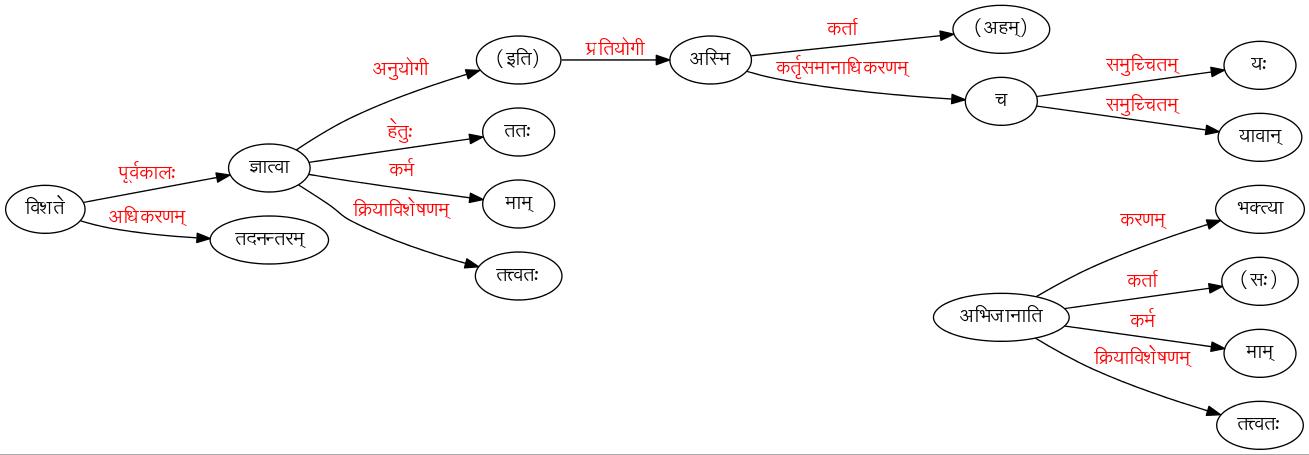 (अहम्)
कर्ता
(इति)
प्रतियोगी
अस्मि
अनुयोगी
कर्तृसमानाधिकरणम्
समुच्चितम्
यः
च
समुच्चितम्
यावान्
हेतुः
ततः
पूर्वकालः
ज्ञात्वा
कर्म
माम्
विशते
अधिकरणम्
तदनन्तरम्
क्रियाविशेषणम्
तत्त्वतः
करणम्
भक्त्या
कर्ता
(सः)
अभिजानाति
कर्म
माम्
क्रियाविशेषणम्
तत्त्वतः